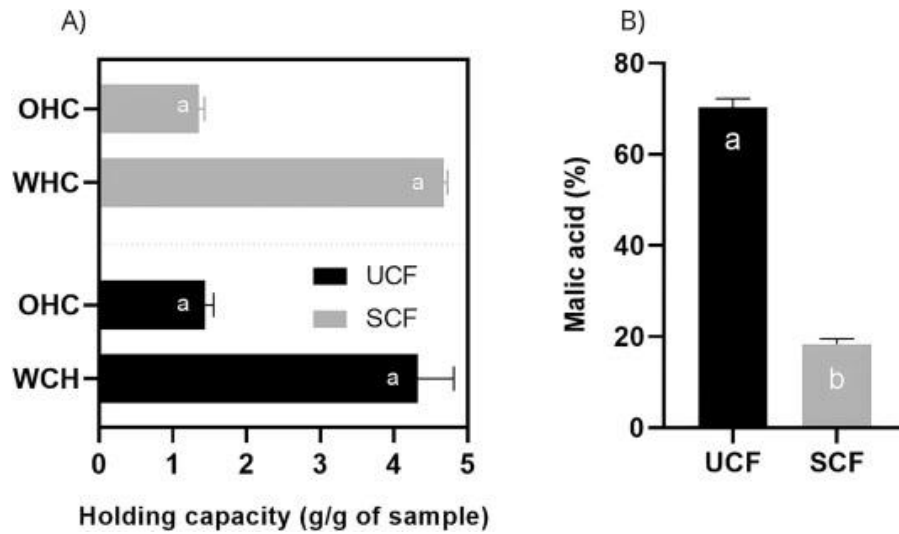 A)
OHC
a
WHC
a
UCF
SCF
OHC
a
WCH
a
0 1 2 3 4 5
Holding capacity (g/g of sample)
B)
80
60
40
20
0
Malic acid (%)
a
b
UCF SCF